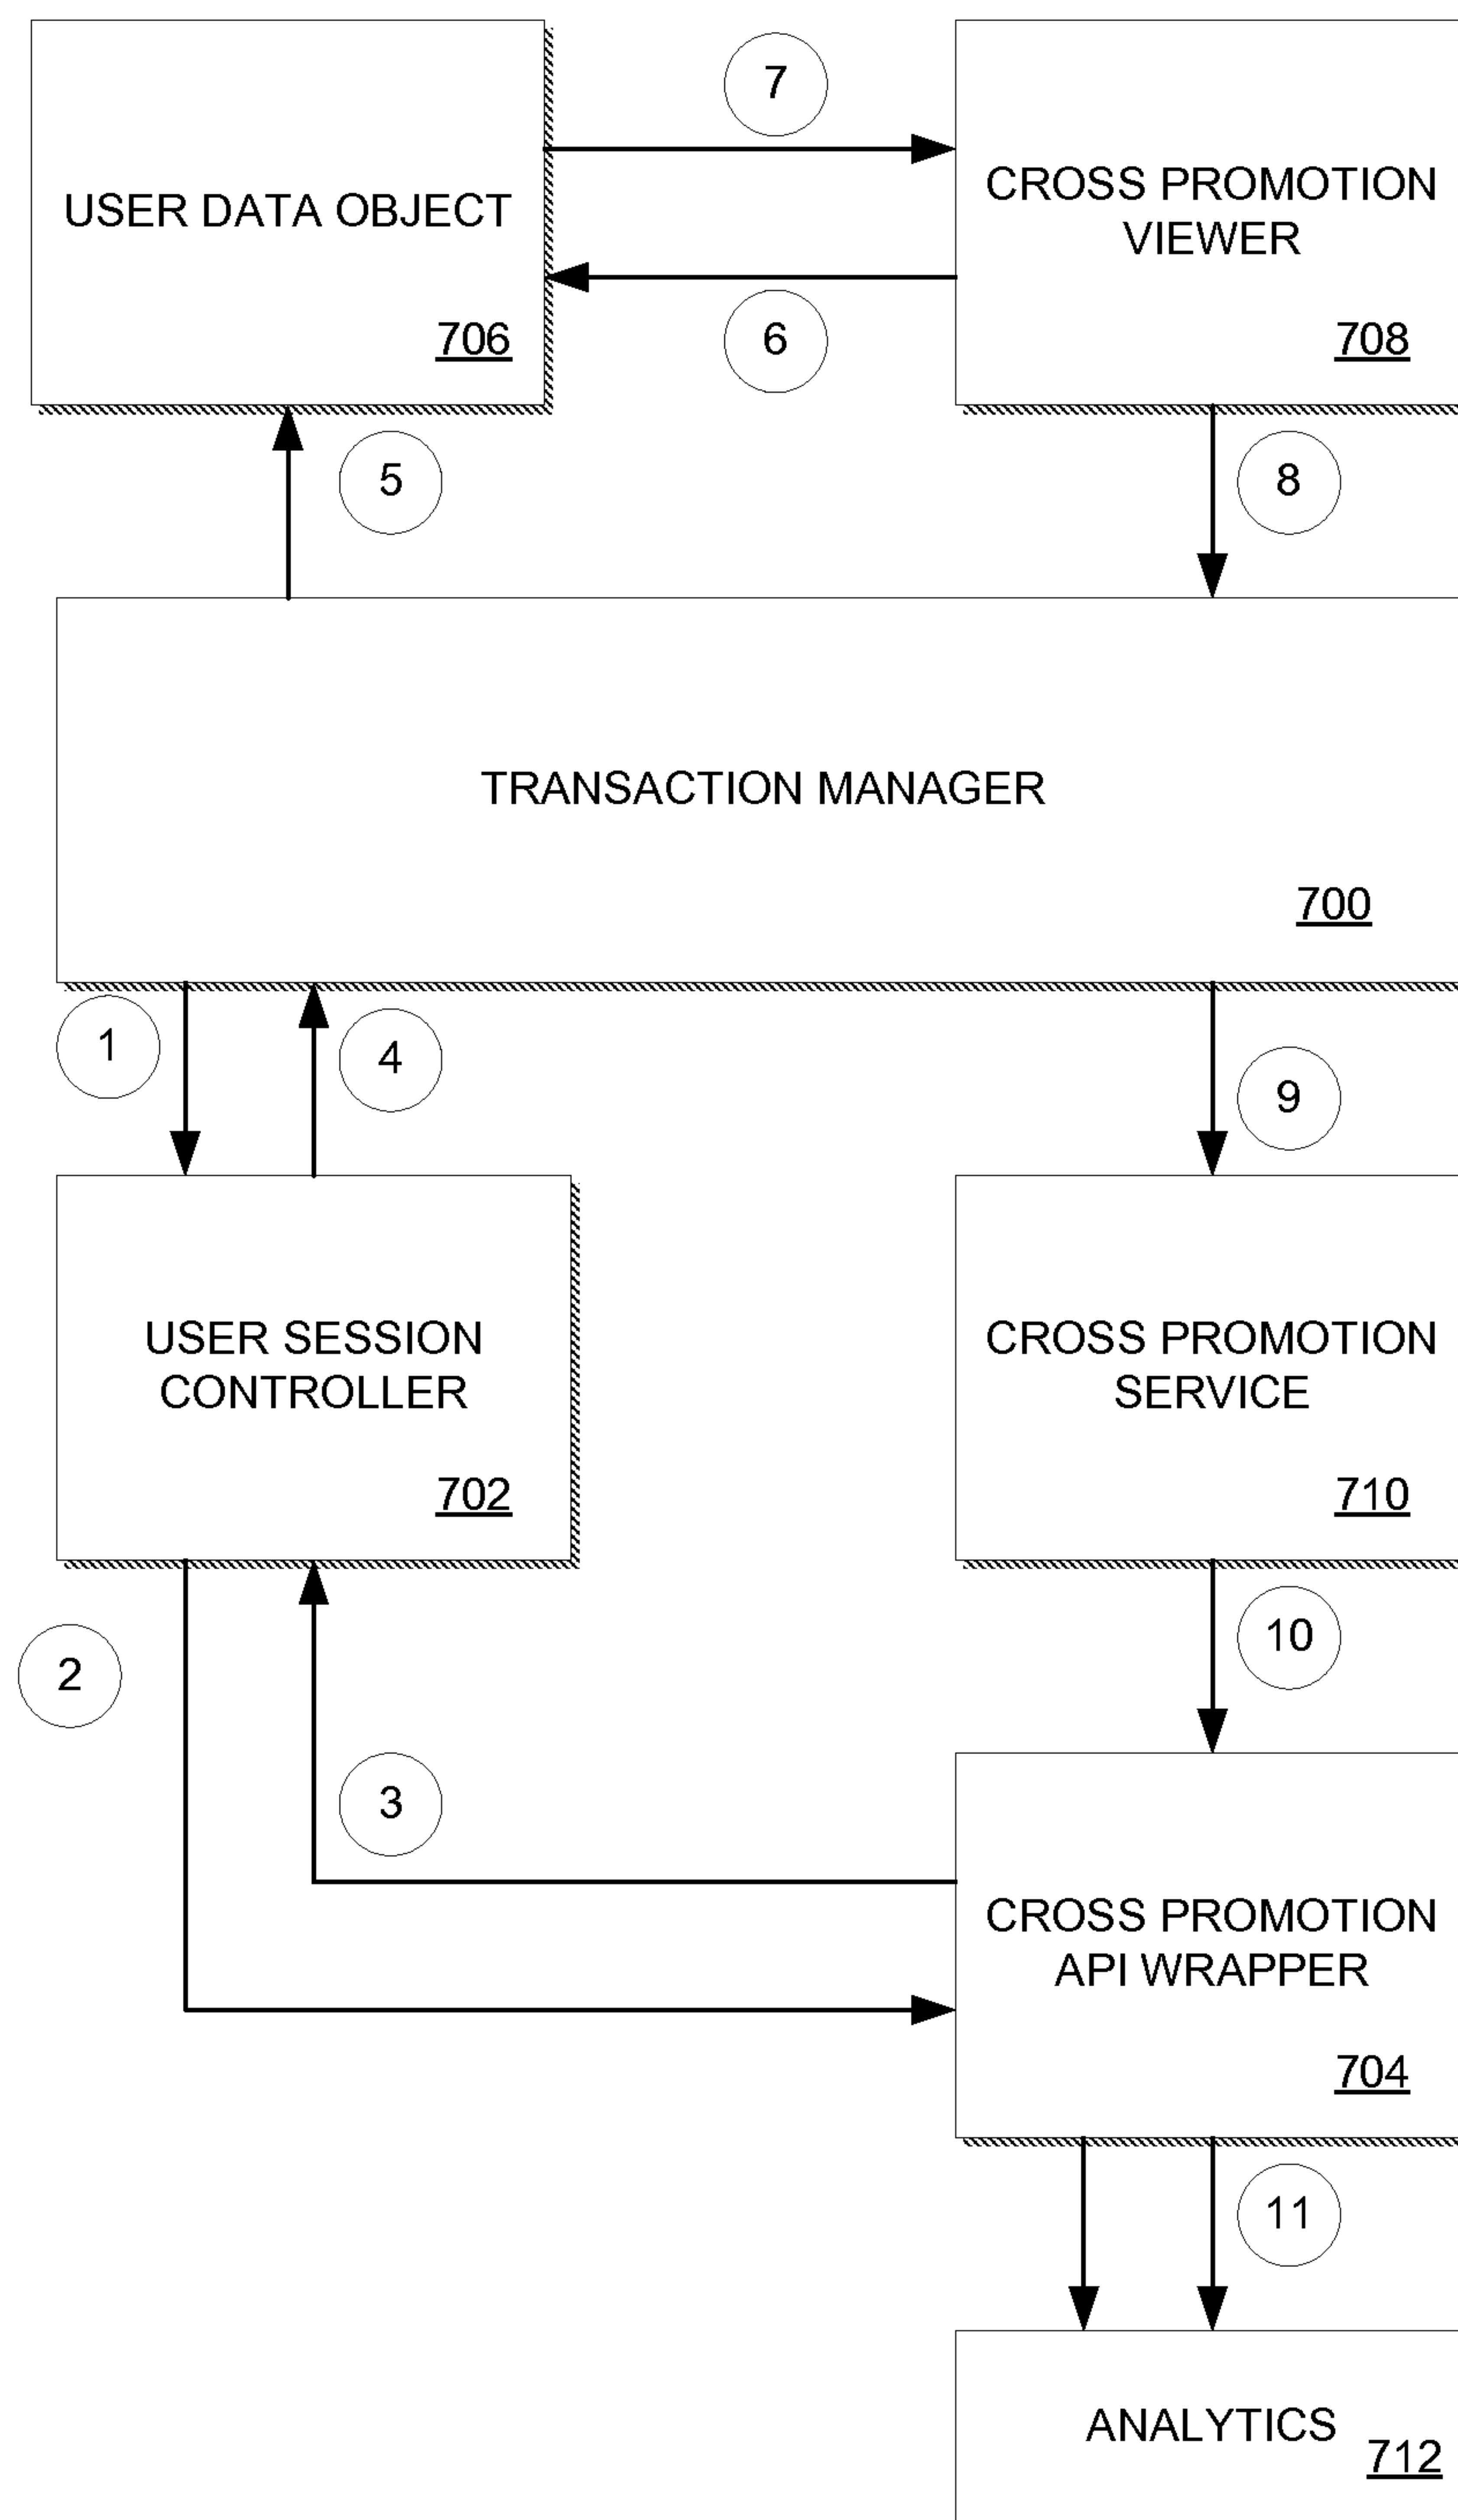 7
USER DATA OBJECT
706
CROSS PROMOTION
VIEWER
708
6
5
8
TRANSACTION MANAGER
700
1
4
9
USER SESSION
CONTROLLER
702
CROSS PROMOTION
SERVICE
710
2
10
3
CROSS PROMOTION
API WRAPPER
704
11
ANALYTICS
712